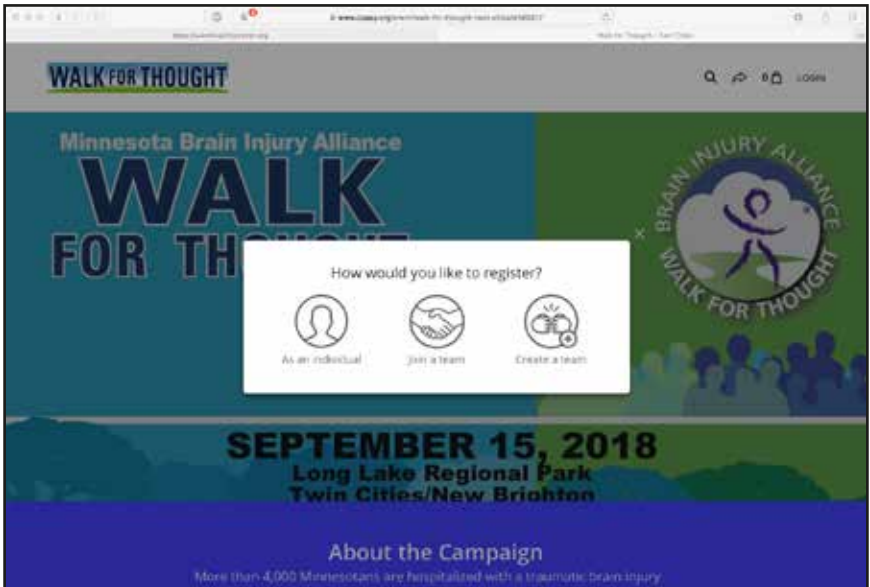 WALK FOR THOUGHT
0
LOGIN
Minnesota Brain Injury Alliance
WALK
FOR THOUGHT
BRAIN INJURY ALLIANCE
WALK FOR THOUGHT
×
How would you like to register?
As an individual
Join a team
Create a team
SEPTEMBER 15, 2018
Long Lake Regional Park
Twin Cities/New Brighton
About the Campaign
More than 4,000 Minnesotans are hospitalized with a traumatic brain injury